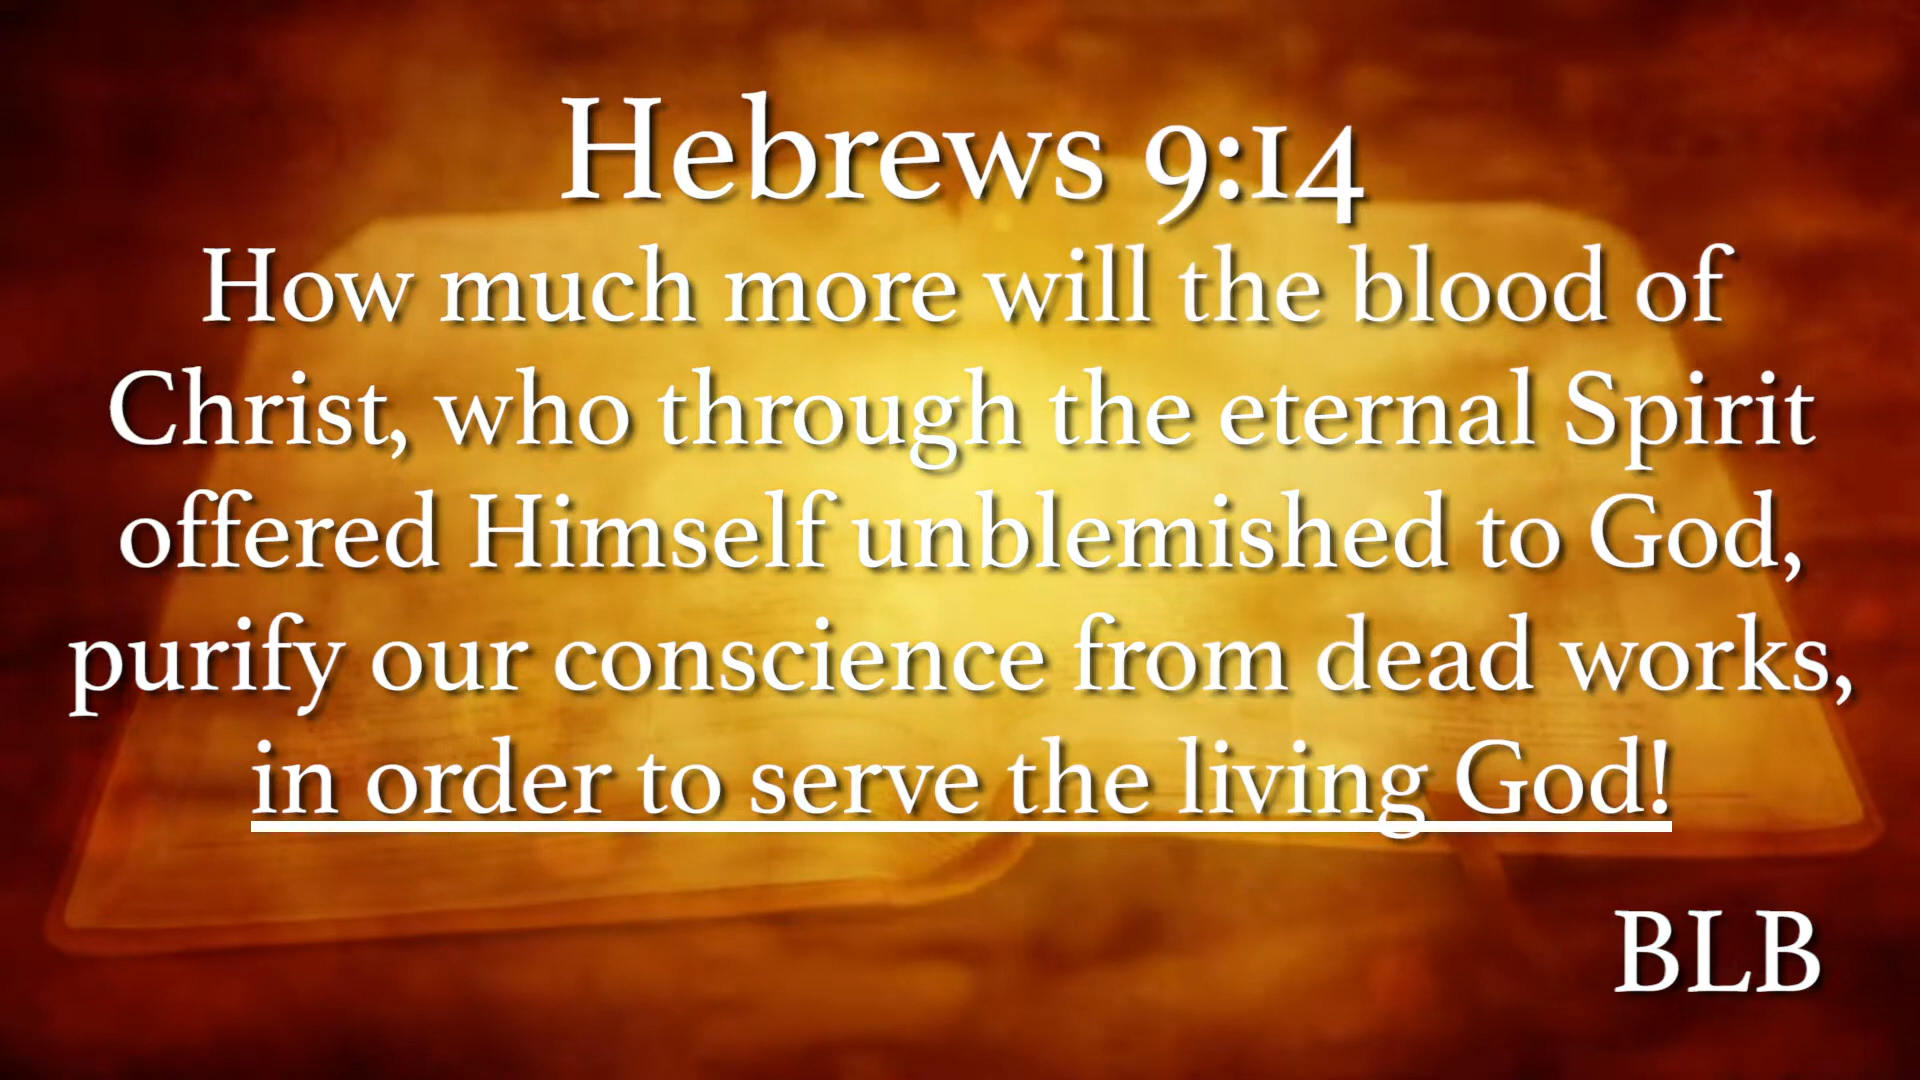 Hebrews 9:14
How much more will the blood of
Christ, who through the eternal Spirit
offered Himself unblemished to God,
purify our conscience from dead works,
in order to serve the living God!
BLB